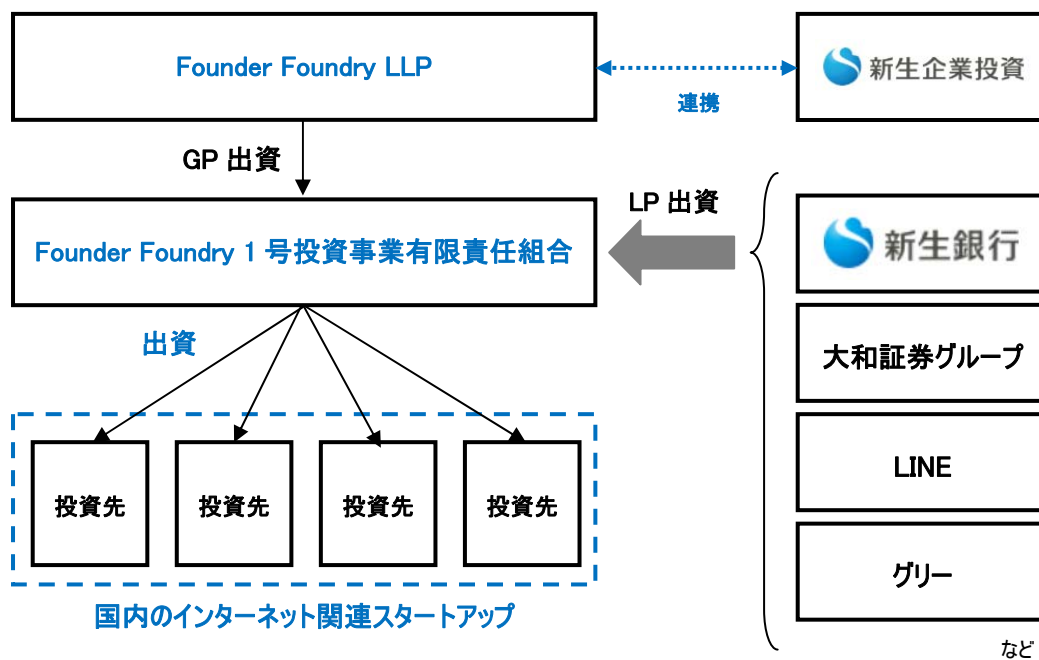 Founder Foundry LLP
連携
新生企業投資
GP 出資
LP 出資
Founder Foundry 1 号投資事業有限責任組合
新生銀行
大和証券グループ
LINE
グリー
など
出資
投資先
投資先
投資先
投資先
国内のインターネット関連スタートアップ